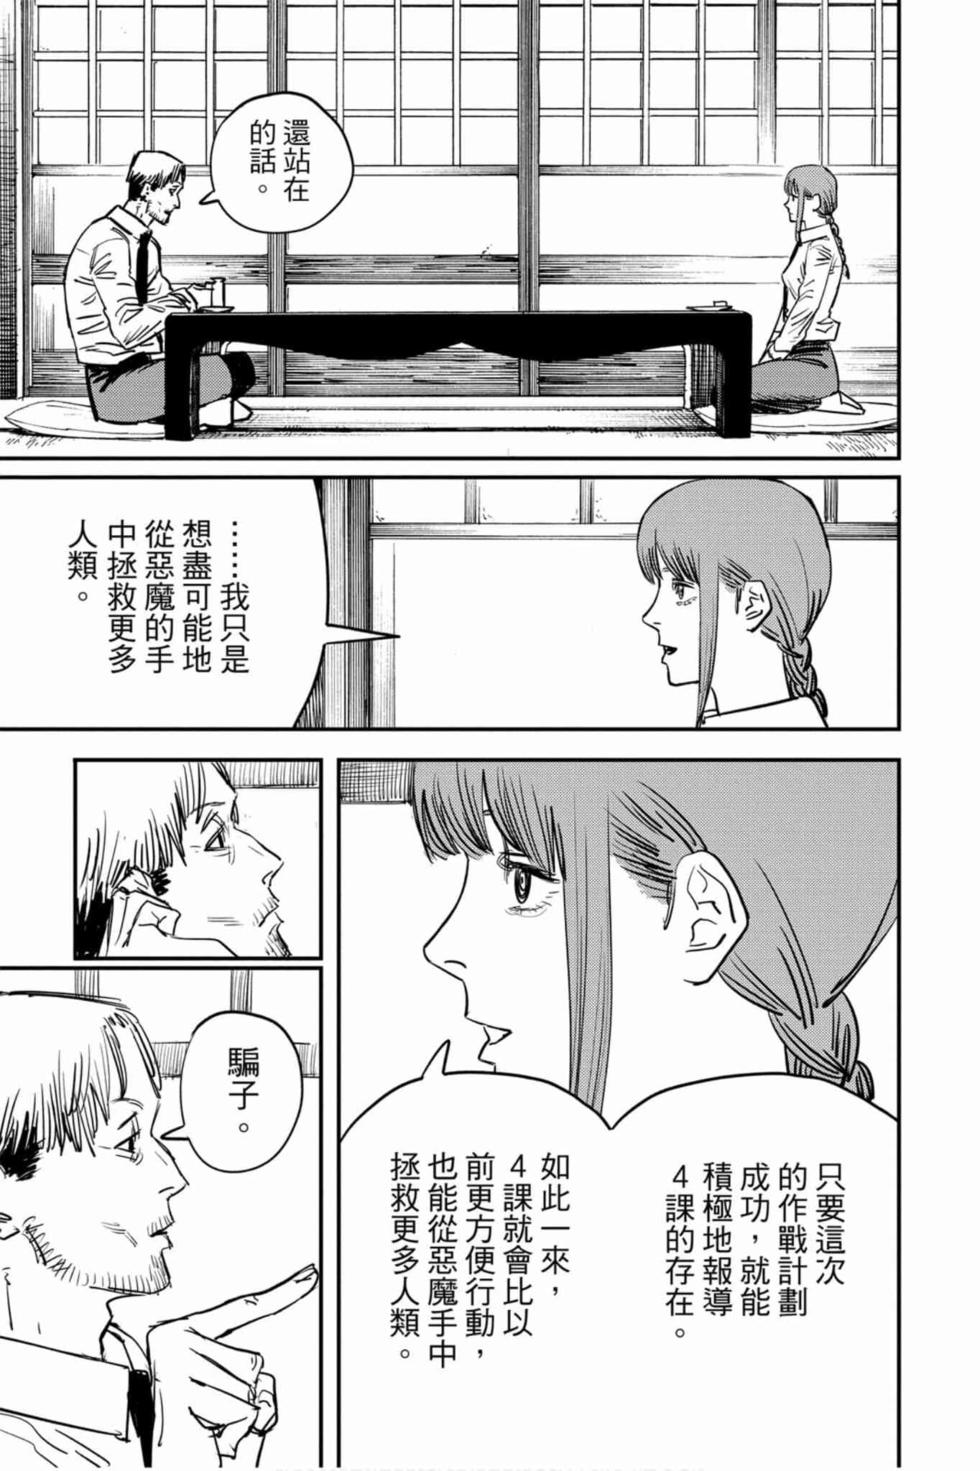 還站在
的話。
……我只是
想盡可能地
從惡魔的手
中拯救更多
人類。
只要這次
的作戰計劃
成功，就能
積極地報導
4課的存在。
如此一來，
4課就會比以
前更方便行動，
也能從惡魔手中
拯救更多人類。
騙子。